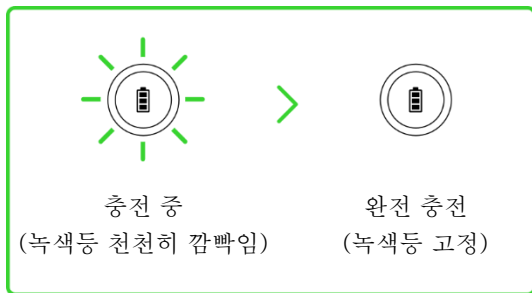 충전 중
(녹색등 천천히 깜빡임)
완전 충전
(녹색등 고정)